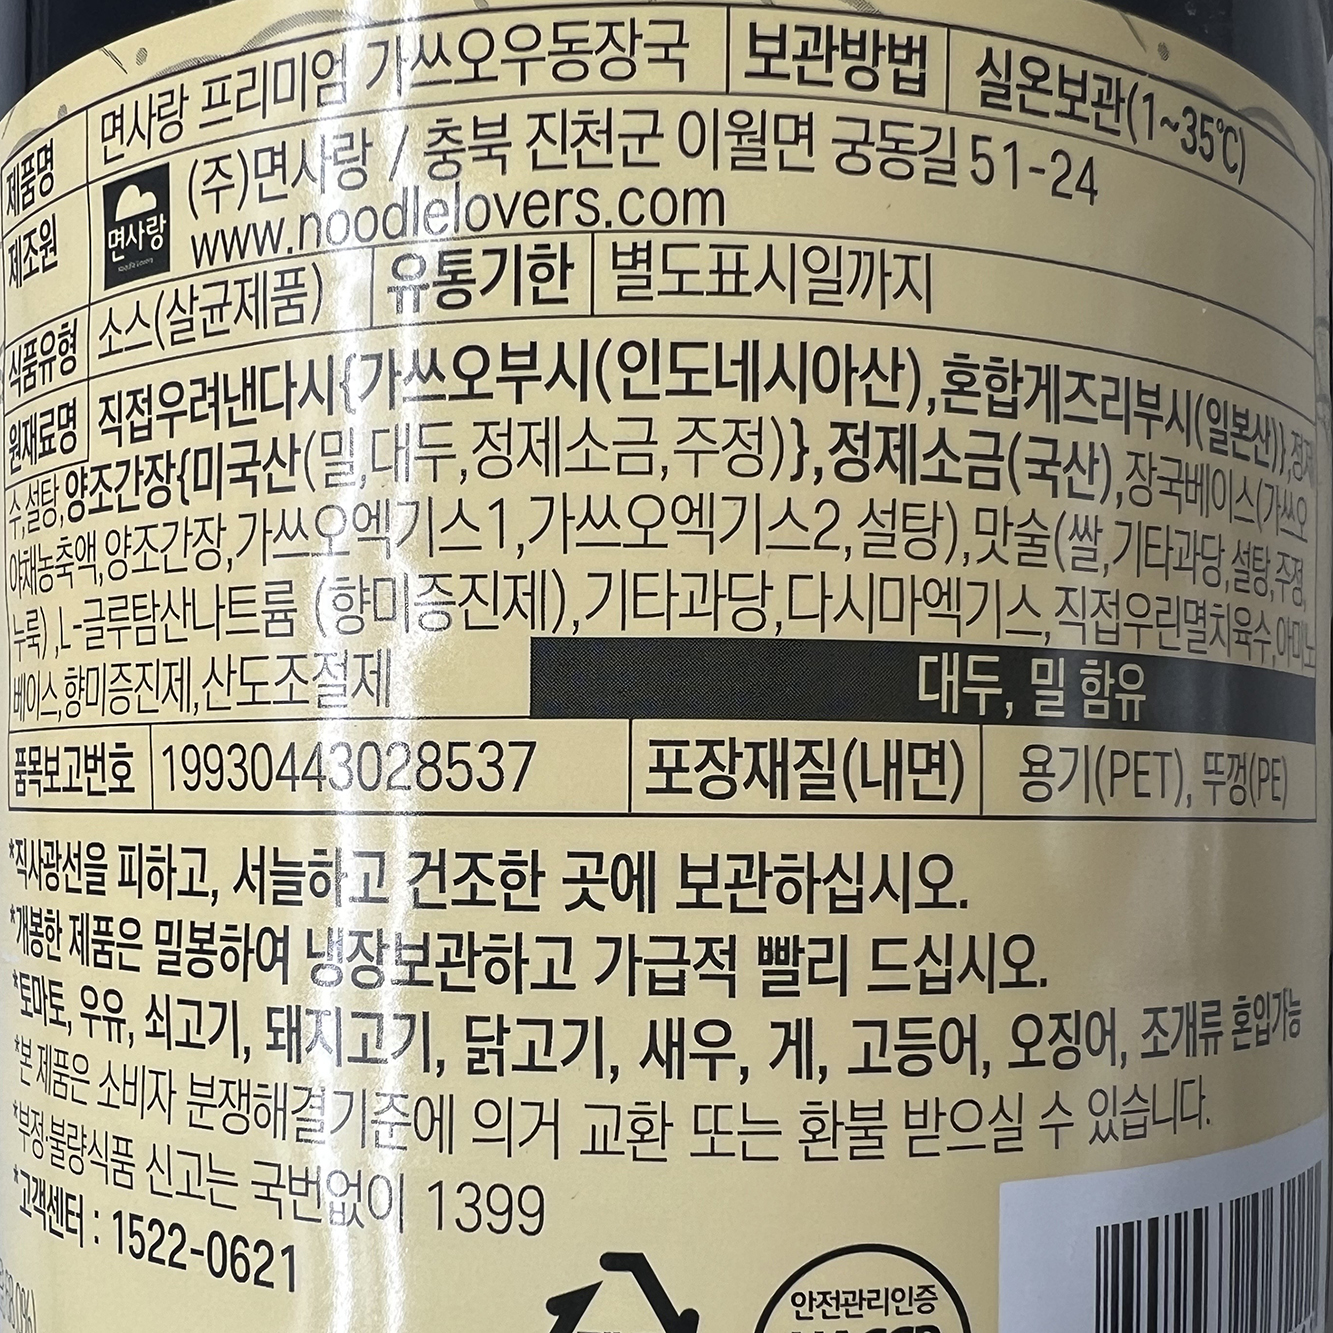 제품명 면사랑 프리미엄 가쓰오우동장국 보관방법 실온보관(1~35℃)
제조원 면사랑 (주)면사랑 / 충북 진천군 이월면 궁동길 51-24
www.noodlelovers.com
식품유형 소스(살균제품) 유통기한 별도표시일까지
원재료명 직접우려낸다시{가쓰오부시(인도네시아산),혼합게즈리부시(일본산)},정제
수,설탕,양조간장{미국산(밀,대두,정제소금,주정)},정제소금(국산),장국베이스(가쓰오
야채농축액,양조간장,가쓰오엑기스1,가쓰오엑기스2,설탕),맛술(쌀,기타과당,설탕,주정,
누룩),L-글루탐산나트륨 (향미증진제),기타과당,다시마엑기스,직접우린멸치육수,아미노
베이스,향미증진제,산도조절제 대두, 밀 함유
품목보고번호 19930443028537 포장재질(내면) 용기(PET), 뚜껑(PE)
*직사광선을 피하고, 서늘하고 건조한 곳에 보관하십시오.
*개봉한 제품은 밀봉하여 냉장보관하고 가급적 빨리 드십시오.
*토마토, 우유, 쇠고기, 돼지고기, 닭고기, 새우, 게, 고등어, 오징어, 조개류 혼입가능
*본 제품은 소비자 분쟁해결기준에 의거 교환 또는 환불 받으실 수 있습니다.
*부정·불량식품 신고는 국번없이 1399
*고객센터 : 1522-0621
안전관리인증